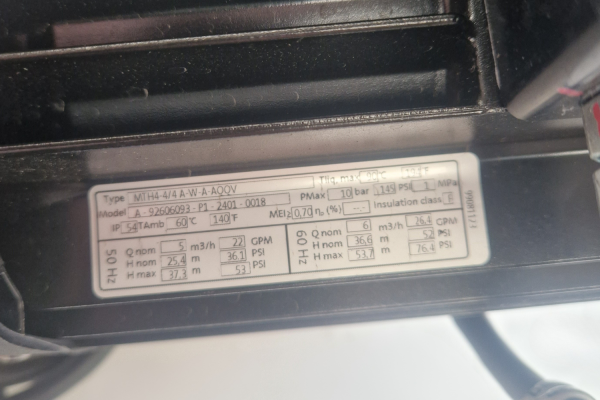 Type MTH4-4/4 A-W-A-AQQV Tliq. max
Model A - 92606093 - P1 - 2401 - 0018 PMax 10 bar 145 PSI 1 MPa
IP 54 TAmb 60 °C 140 °F MEI≥ 0,70 ηp (%) --.- Insulation class F
50 Hz
Q nom 5 m3/h 22 GPM
H nom 25,4 m 36,1 PSI
H max 37,3 m 53 PSI
60 Hz
Q nom 6 m3/h 26,4 GPM
H nom 36,6 m 52 PSI
H max 53,7 m 76,4 PSI